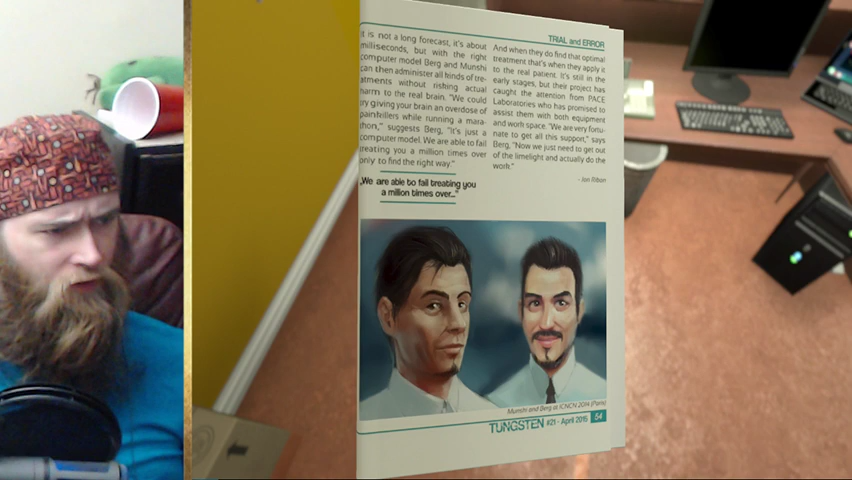 TRIAL and ERROR
it is not a long forecast, it's about
milliseconds, but with the right
computer model Berg and Munshi
can then administer all kinds of tre-
atments without risking actual
harm to the real brain. "We could
try giving your brain an overdose of
painkillers while running a mara-
thon," suggests Berg, "It's just a
computer model. We are able to fail
treating you a million times over
only to find the right way."
„We are able to fail treating you
a million times over..."
And when they do find that optimal
treatment that's when they apply it
to the real patient. It's still in the
early stages, but their project has
caught the attention from PACE
Laboratories who has promised to
assist them with both equipment
and work space. "We are very fortu-
nate to get all this support," says
Berg, "Now we just need to get out
of the limelight and actually do the
work."
- Jon Riban
Munshi and Berg at ICNCN 2014 (Paris)
TUNGSTEN #21 - April 2015 54